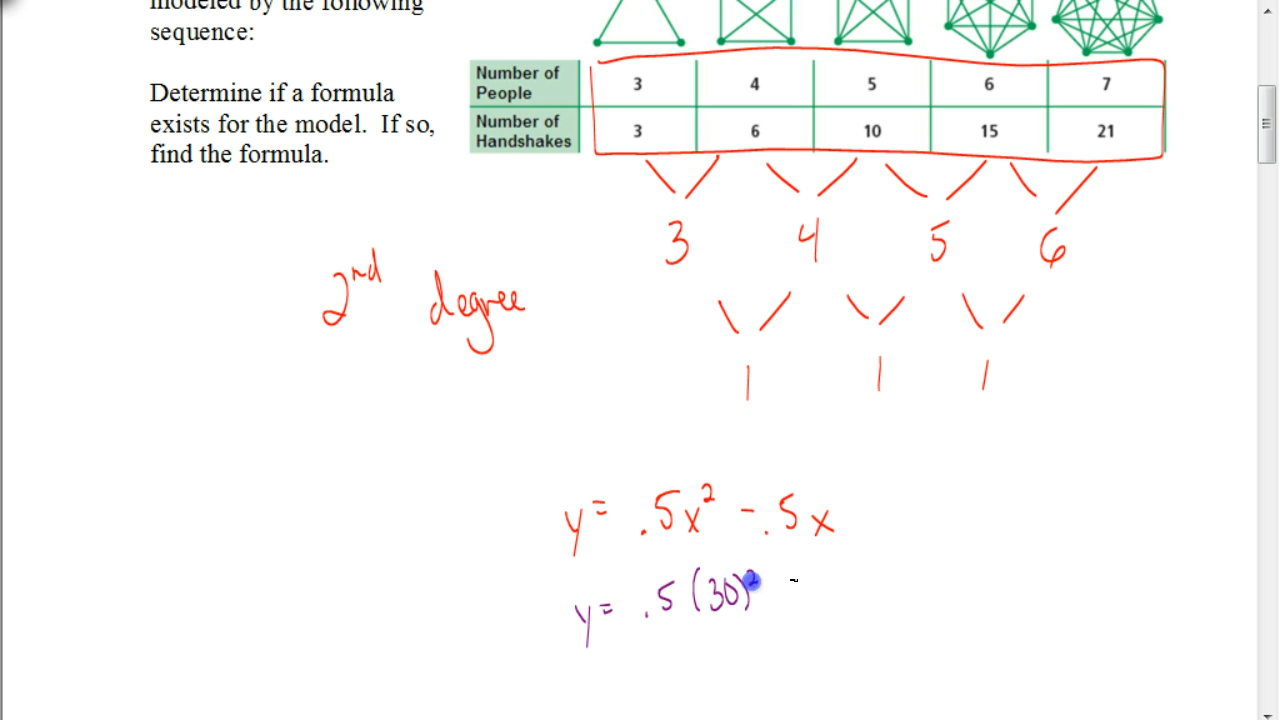 modeled by the following
sequence:
Determine if a formula
exists for the model. If so,
find the formula.
Number of People 3 4 5 6 7
Number of Handshakes 3 6 10 15 21
3 4 5 6
2nd degree
1 1 1
y = .5x² - .5x
y = .5(30)² -